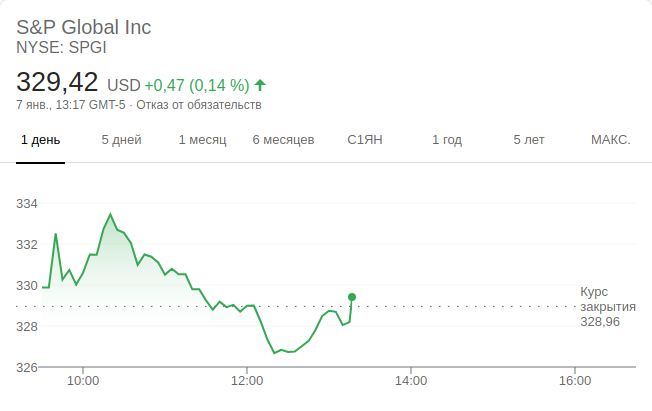 S&P Global Inc
NYSE: SPGI
329,42 USD +0,47 (0,14 %)
7 янв., 13:17 GMT-5 · Отказ от обязательств
1 день 5 дней 1 месяц 6 месяцев С1ЯН 1 год 5 лет МАКС.
334
332
330
328
326
Курс
закрытия
328,96
10:00 12:00 14:00 16:00